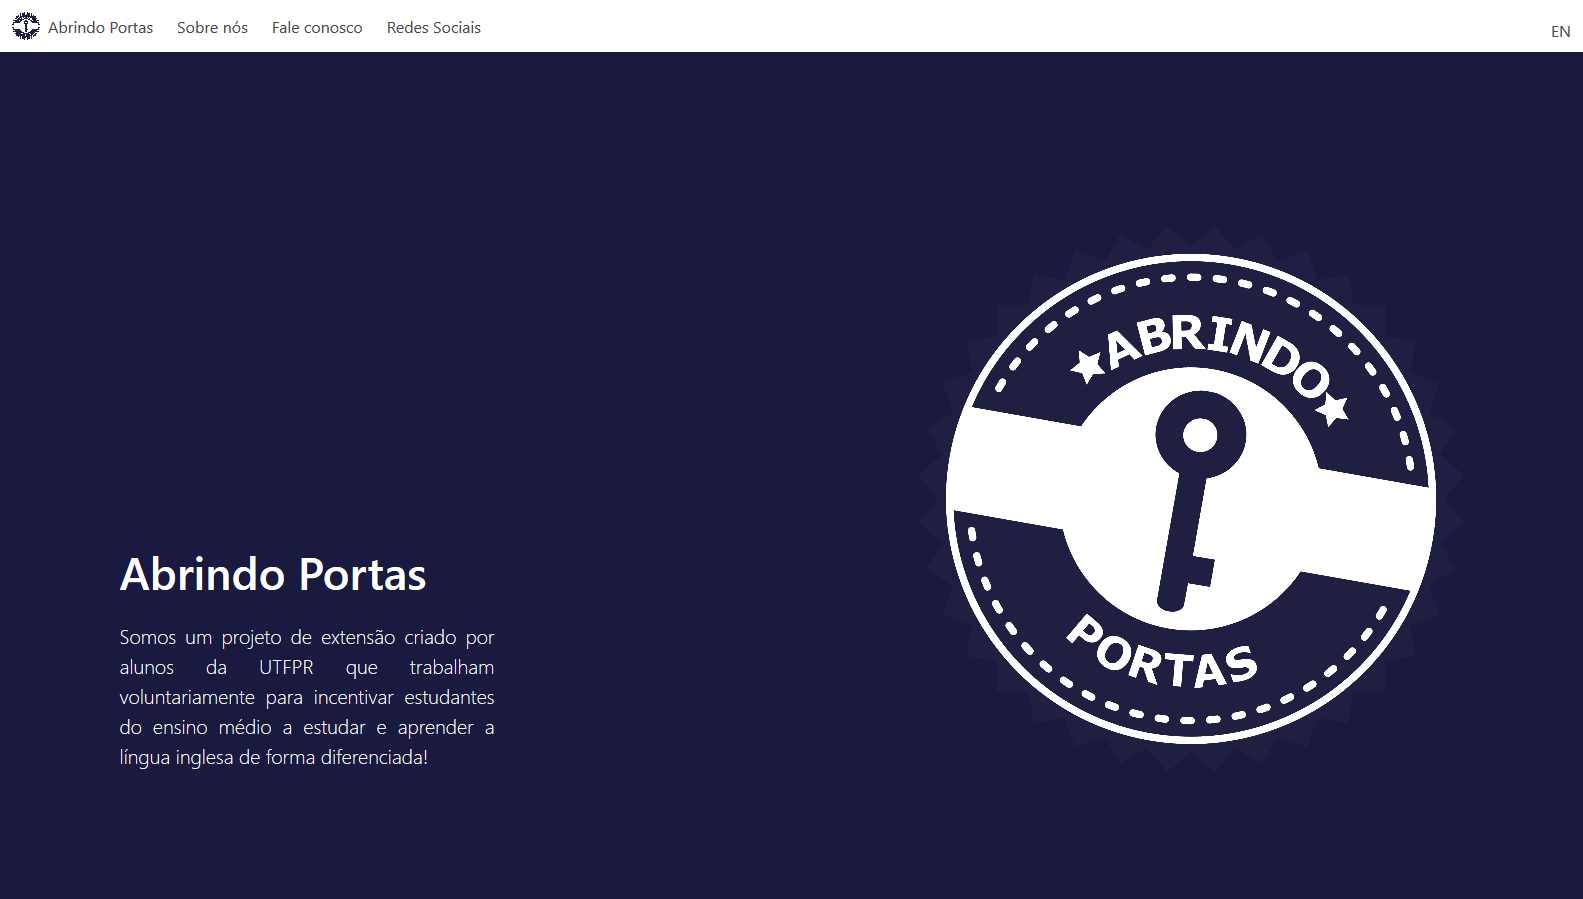 Abrindo Portas
Sobre nós
Fale conosco
Redes Sociais
EN
ABRINDO
PORTAS
Abrindo Portas
Somos um projeto de extensão criado por
alunos da UTFPR que trabalham
voluntariamente para incentivar estudantes
do ensino médio a estudar e aprender a
língua inglesa de forma diferenciada!